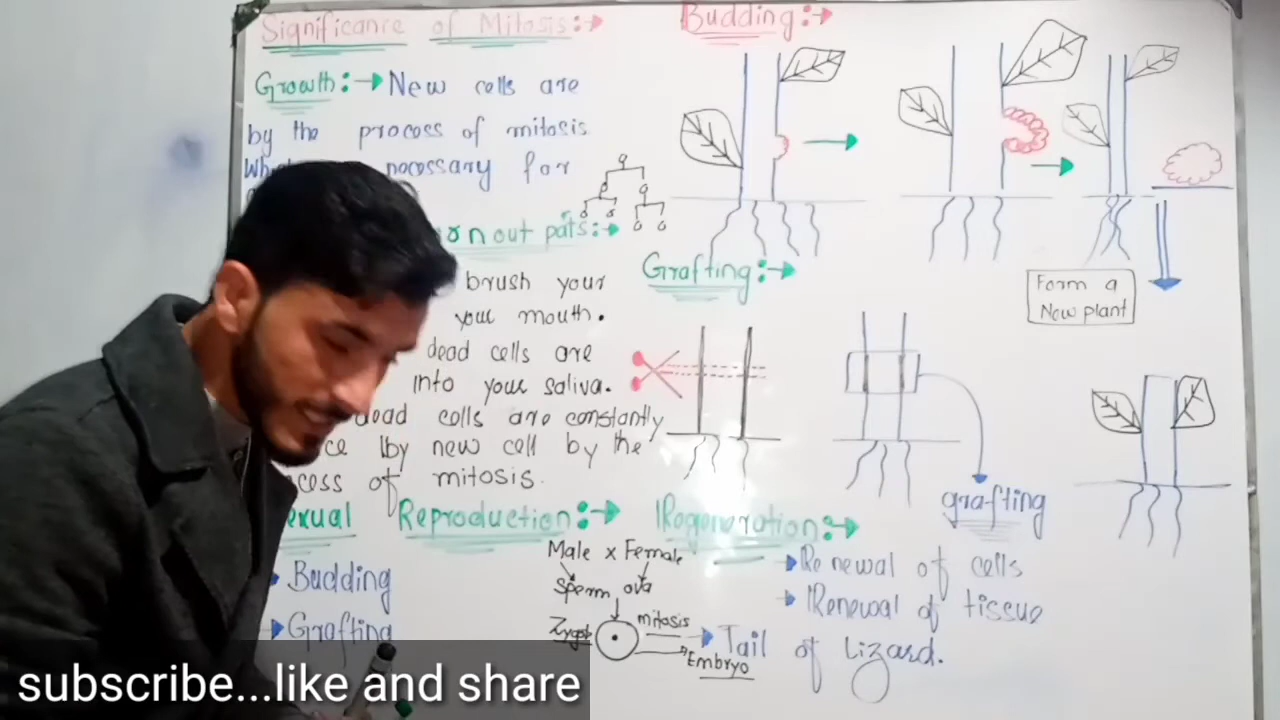 Significance of Mitosis:→
Growth:→ New cells are
by the process of mitosis
necessary for
out pats:→
brush your
your mouth.
dead cells are
into your saliva.
dead cells are constantly
by new cell by the
of mitosis.
Reproduction:→
Budding
Grafting
Budding:→
Form a
New plant
Grafting:→
grafting
Regeneration:→
Male x Female
Sperm ova
mitosis
Embryo
Renewal of cells
Renewal of tissue
Tail of Lizard.
subscribe...like and share